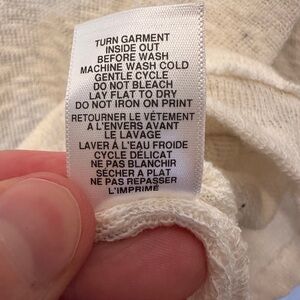 TURN GARMENT
INSIDE OUT
BEFORE WASH
MACHINE WASH COLD
GENTLE CYCLE
DO NOT BLEACH
LAY FLAT TO DRY
DO NOT IRON ON PRINT
RETOURNER LE VÊTEMENT
À L'ENVERS AVANT
LE LAVAGE
LAVER À L'EAU FROIDE
CYCLE DÉLICAT
NE PAS BLANCHIR
SÉCHER À PLAT
NE PAS REPASSER
L'IMPRIMÉ